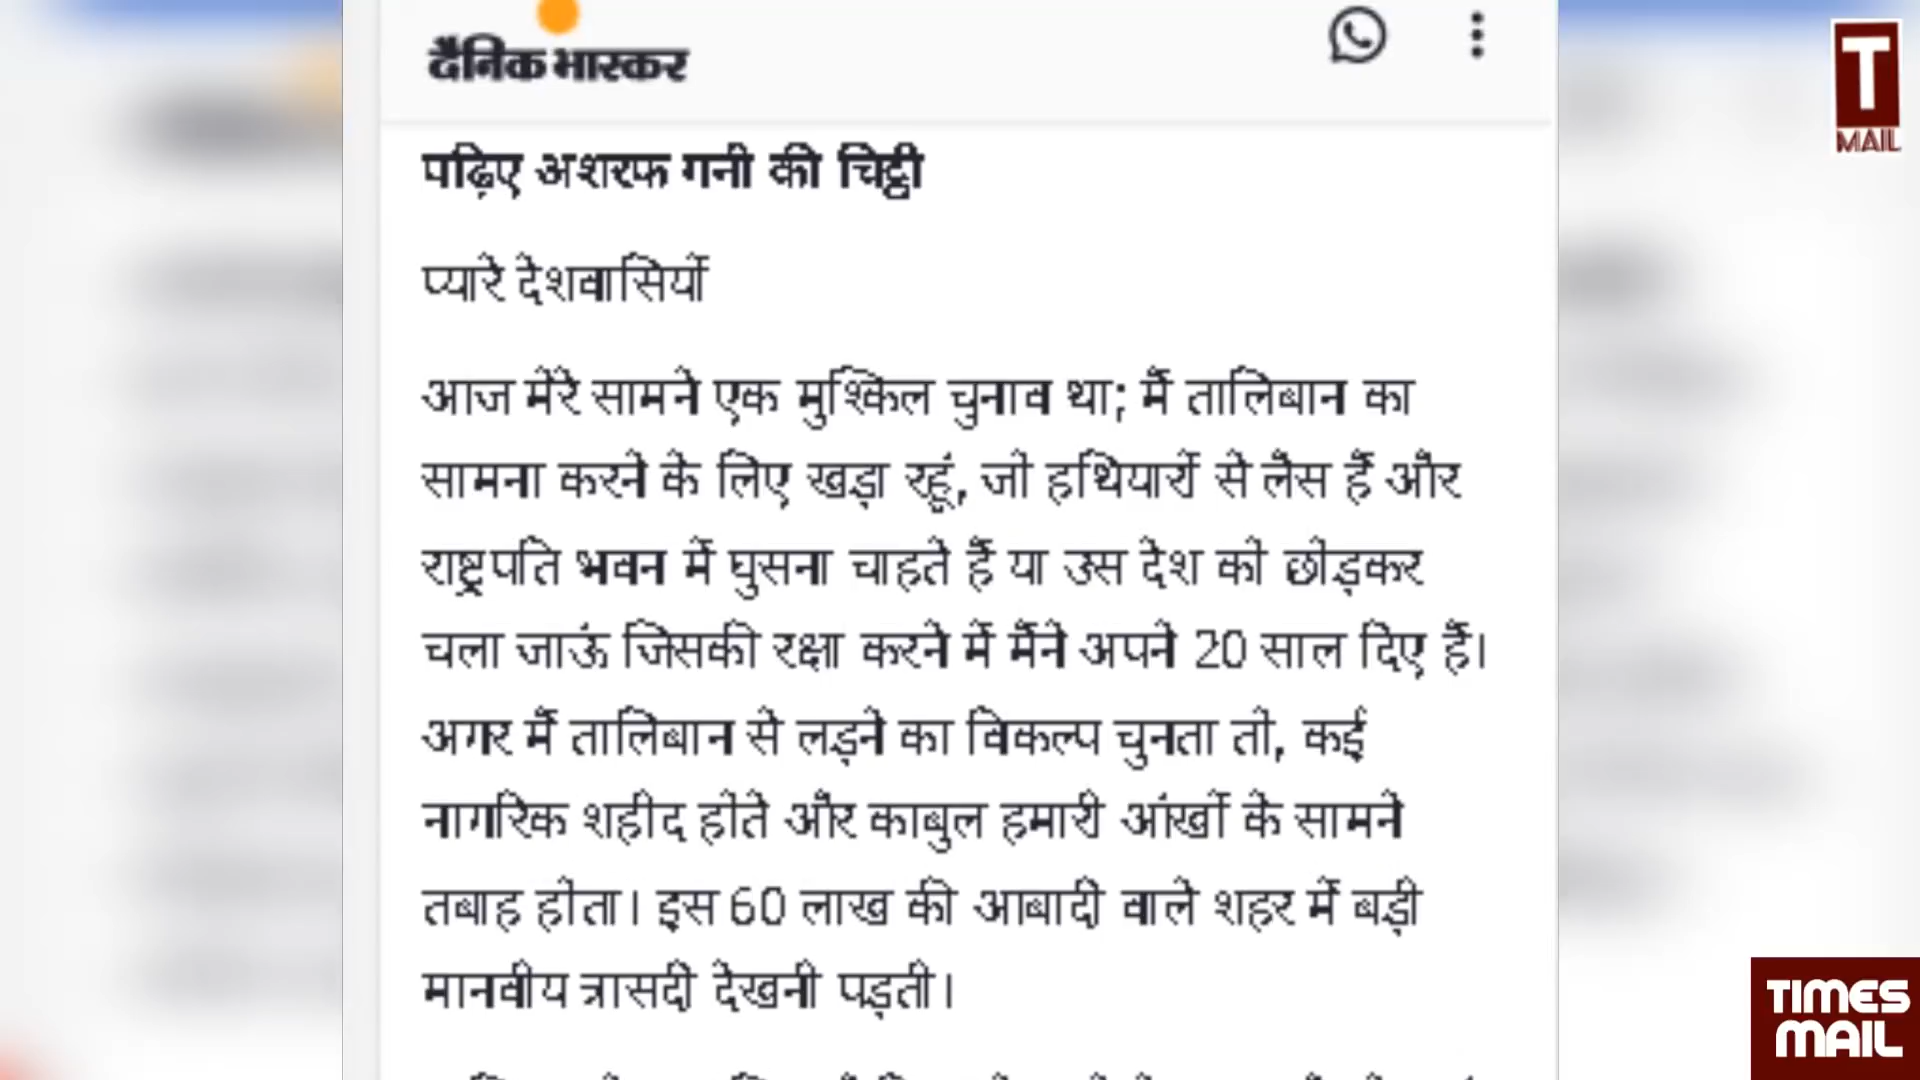 दैनिक भास्कर
T
MAIL
पढ़िए अशरफ गनी की चिट्ठी
प्यारे देशवासियों
आज मेरे सामने एक मुश्किल चुनाव था; मैं तालिबान का
सामना करने के लिए खड़ा रहूं, जो हथियारों से लैस हैं और
राष्ट्रपति भवन में घुसना चाहते हैं या उस देश को छोड़कर
चला जाऊं जिसकी रक्षा करने में मैंने अपने 20 साल दिए हैं।
अगर मैं तालिबान से लड़ने का विकल्प चुनता तो, कई
नागरिक शहीद होते और काबुल हमारी आंखों के सामने
तबाह होता। इस 60 लाख की आबादी वाले शहर में बड़ी
मानवीय त्रासदी देखनी पड़ती।
TIMES
MAIL